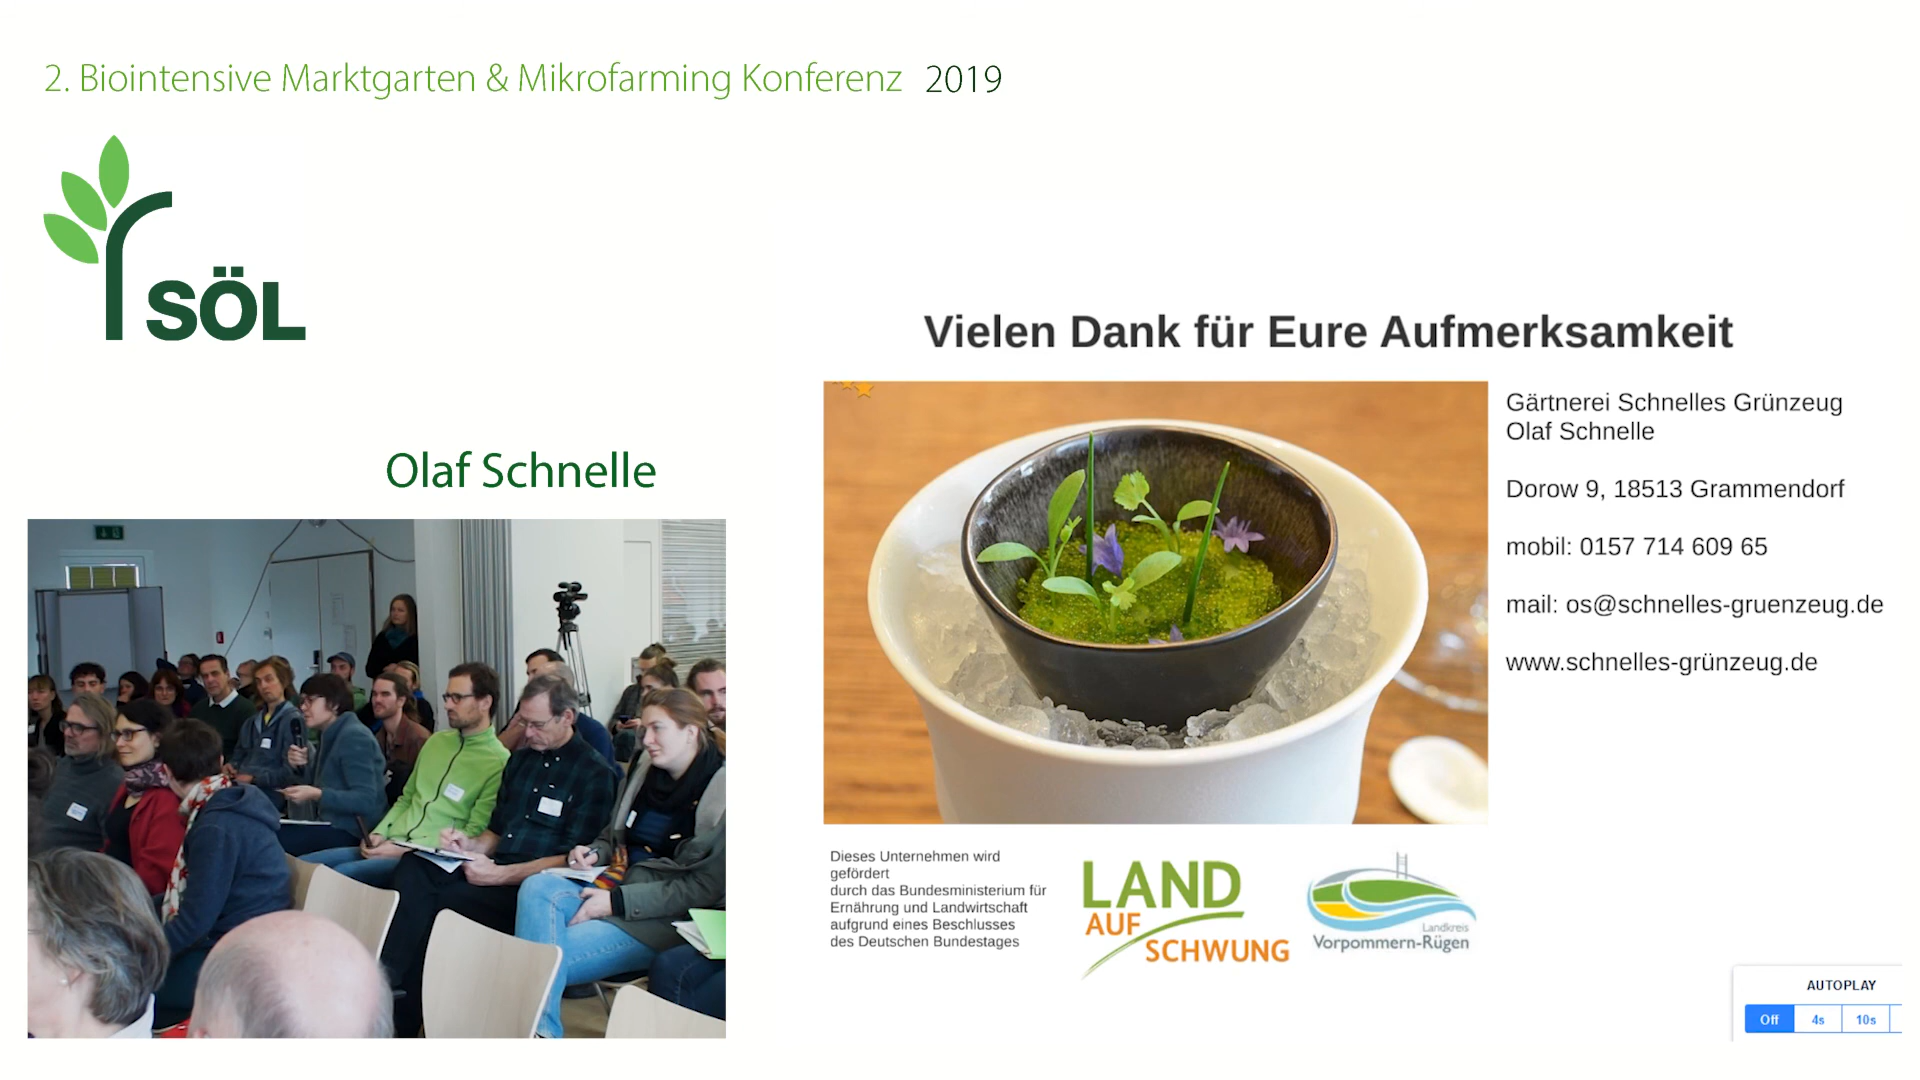 2. Biointensive Marktgarten & Mikrofarming Konferenz 2019
SÖL
Olaf Schnelle
Vielen Dank für Eure Aufmerksamkeit
Gärtnerei Schnelles Grünzeug
Olaf Schnelle
Dorow 9, 18513 Grammendorf
mobil: 0157 714 609 65
mail: os@schnelles-gruenzeug.de
www.schnelles-grünzeug.de
Dieses Unternehmen wird
gefördert
durch das Bundesministerium für
Ernährung und Landwirtschaft
aufgrund eines Beschlusses
des Deutschen Bundestages
LAND
AUF
SCHWUNG
Landkreis
Vorpommern-Rügen
AUTOPLAY
Off 4s 10s